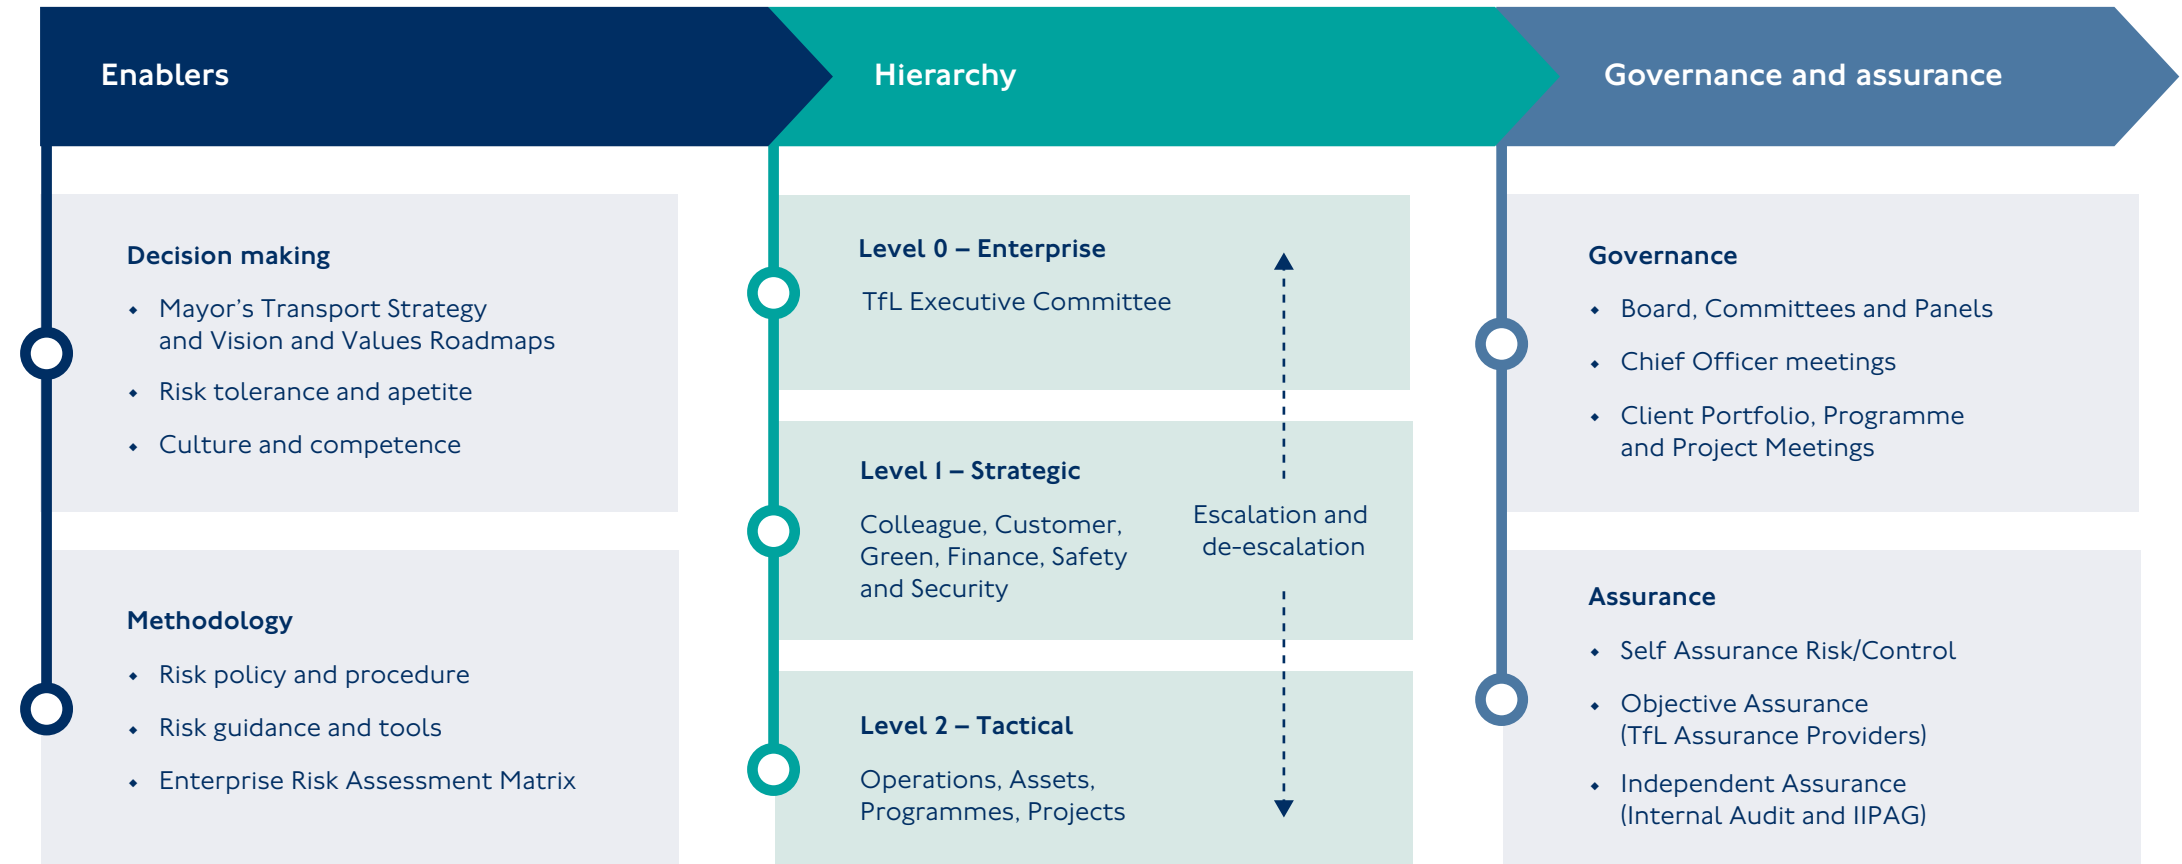 Enablers
Decision making
Mayor's Transport Strategy
and Vision and Values Roadmaps
Risk tolerance and apetite
Culture and competence
Methodology
Risk policy and procedure
Risk guidance and tools
Enterprise Risk Assessment Matrix
Hierarchy
Level 0 – Enterprise
TfL Executive Committee
Level 1 – Strategic
Colleague, Customer,
Green, Finance, Safety
and Security
Escalation and
de-escalation
Level 2 – Tactical
Operations, Assets,
Programmes, Projects
Governance and assurance
Governance
Board, Committees and Panels
Chief Officer meetings
Client Portfolio, Programme
and Project Meetings
Assurance
Self Assurance Risk/Control
Objective Assurance
(TfL Assurance Providers)
Independent Assurance
(Internal Audit and IIPAG)